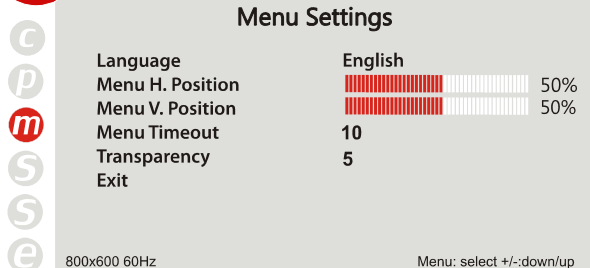 Menu Settings
c
p
m
s
s
e
Language English
Menu H. Position 50%
Menu V. Position 50%
Menu Timeout 10
Transparency 5
Exit
800x600 60Hz Menu: select +/-:down/up